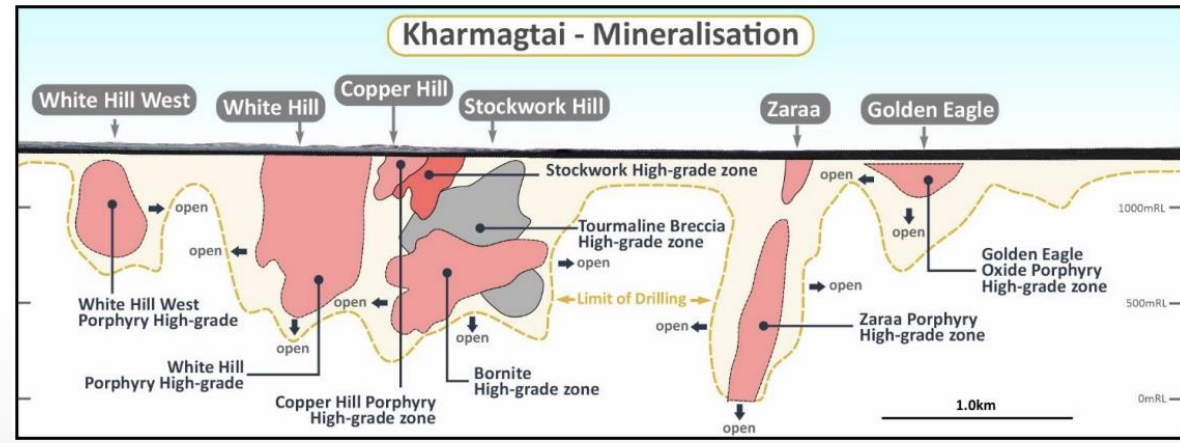 Kharmagtai - Mineralisation
White Hill West
White Hill
Copper Hill
Stockwork Hill
Zaraa
Golden Eagle
Stockwork High-grade zone
Tourmaline Breccia
High-grade zone
open
open
open
open
open
open
open
open
open
open
open
open
Limit of Drilling
White Hill West
Porphyry High-grade
White Hill
Porphyry High-grade
Copper Hill Porphyry
High-grade zone
Bornite
High-grade zone
Zaraa Porphyry
High-grade zone
Golden Eagle
Oxide Porphyry
High-grade zone
1000mRL
500mRL
0mRL
1.0km